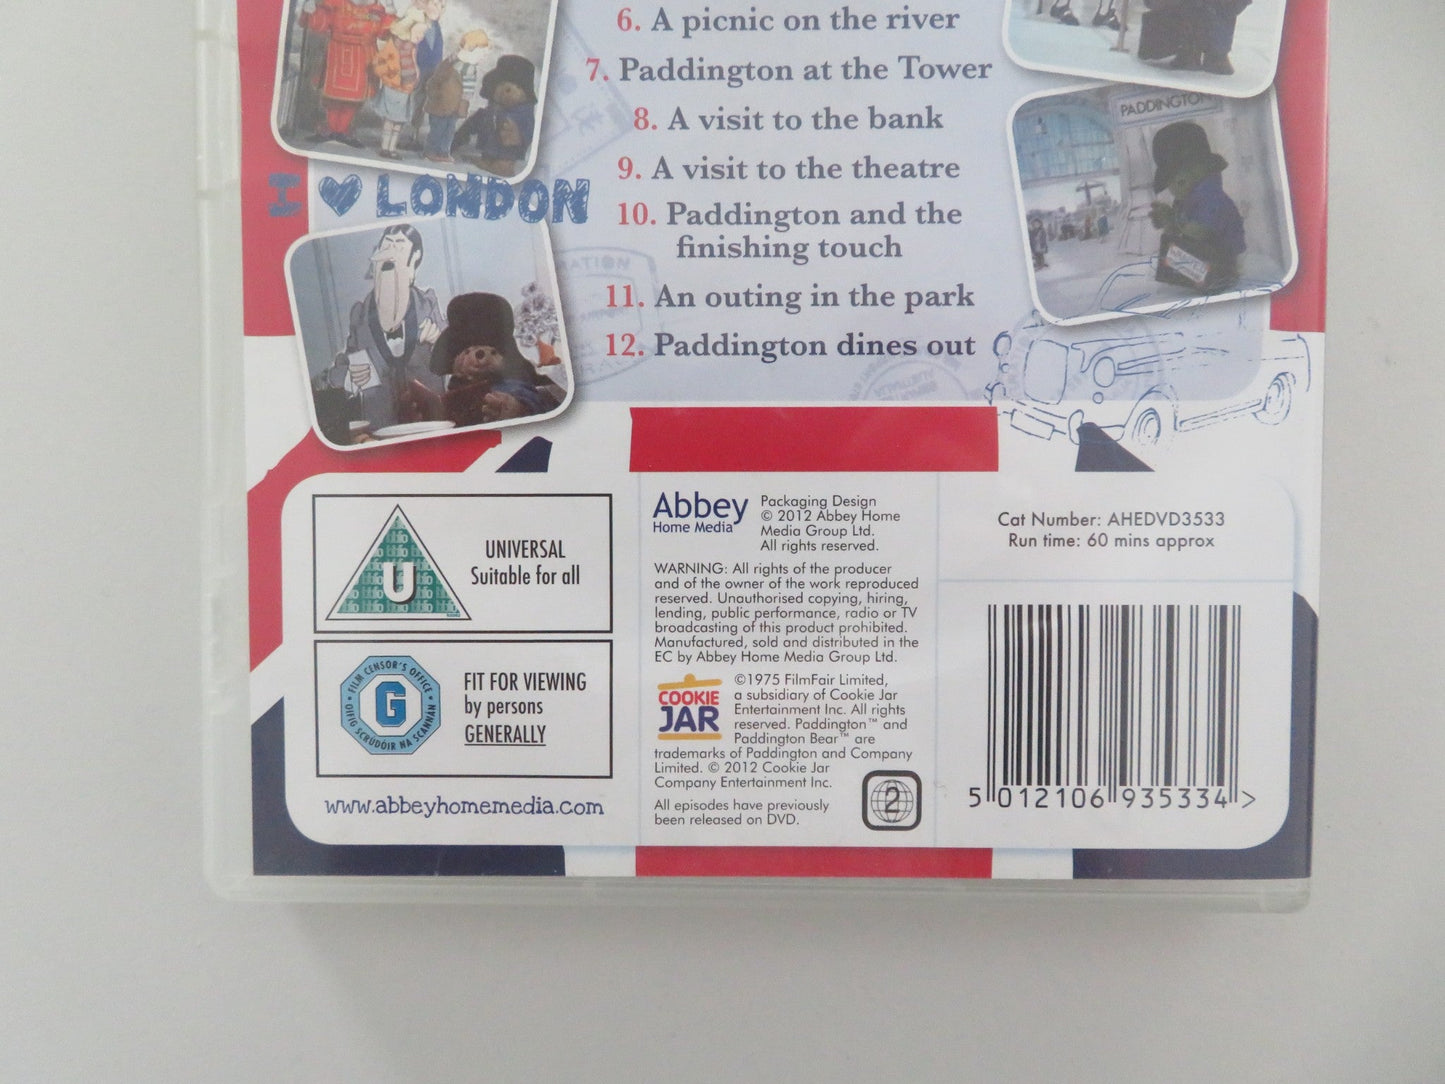 6. A picnic on the river
7. Paddington at the Tower
8. A visit to the bank
9. A visit to the theatre
10. Paddington and the
finishing touch
11. An outing in the park
12. Paddington dines out
I ♥ LONDON
PADDINGTON
U
UNIVERSAL
Suitable for all
FILM CENSOR'S OFFICE
OIFIG SCRÚDÓIR NA SCANNÁN
G
FIT FOR VIEWING
by persons
GENERALLY
www.abbeyhomemedia.com
Abbey
Home Media
Packaging Design
© 2012 Abbey Home
Media Group Ltd.
All rights reserved.
WARNING: All rights of the producer
and of the owner of the work reproduced
reserved. Unauthorised copying, hiring,
lending, public performance, radio or TV
broadcasting of this product prohibited.
Manufactured, sold and distributed in the
EC by Abbey Home Media Group Ltd.
COOKIE
JAR
©1975 FilmFair Limited,
a subsidiary of Cookie Jar
Entertainment Inc. All rights
reserved. Paddington™ and
Paddington Bear™ are
trademarks of Paddington and Company
Limited. © 2012 Cookie Jar
Company Entertainment Inc.
All episodes have previously
been released on DVD.
2
Cat Number: AHEDVD3533
Run time: 60 mins approx
5 012106 935334 >